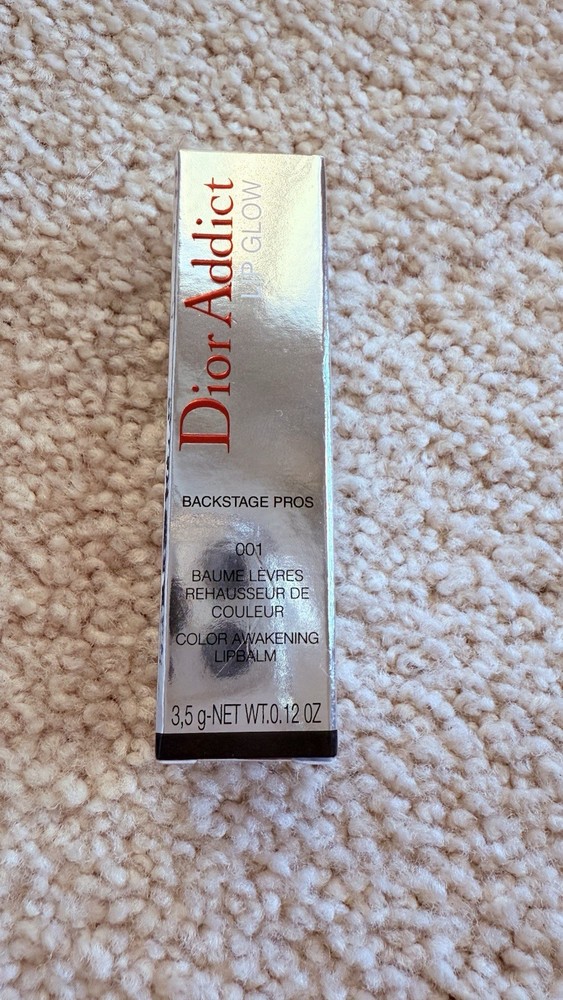 Dior Addict
LIP GLOW
BACKSTAGE PROS
001
BAUME LÈVRES
REHAUSSEUR DE
COULEUR
COLOR AWAKENING
LIPBALM
3,5 g-NET WT.0.12 OZ